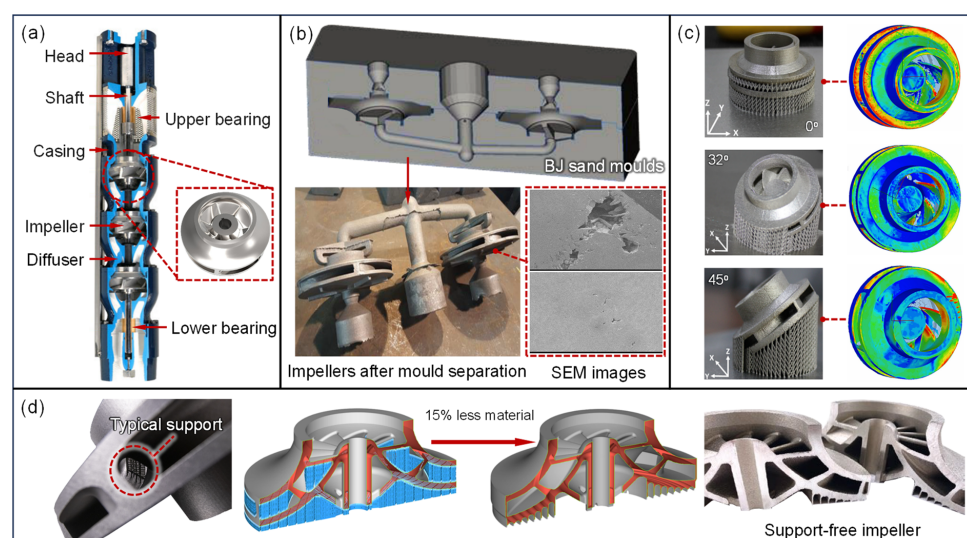 (a)
Head
Shaft
Upper bearing
Casing
Impeller
Diffuser
Lower bearing
(b)
BJ sand moulds
Impellers after mould separation
SEM images
(c)
Z
Y
X
0°
32°
Z
X
Y
45°
X
Z
Y
(d)
Typical support
15% less material
Support-free impeller